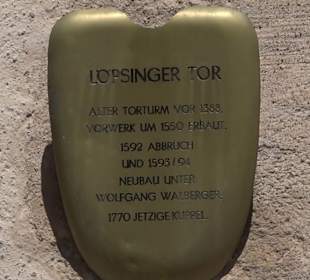 LÖPSINGER TOR
ALTER TORTURM VOR 1388.
VORWERK UM 1550 ERBAUT.
1592 ABBRUCH
UND 1593/94
NEUBAU UNTER
WOLFGANG WALBERGER.
1770 JETZIGE KUPPEL.